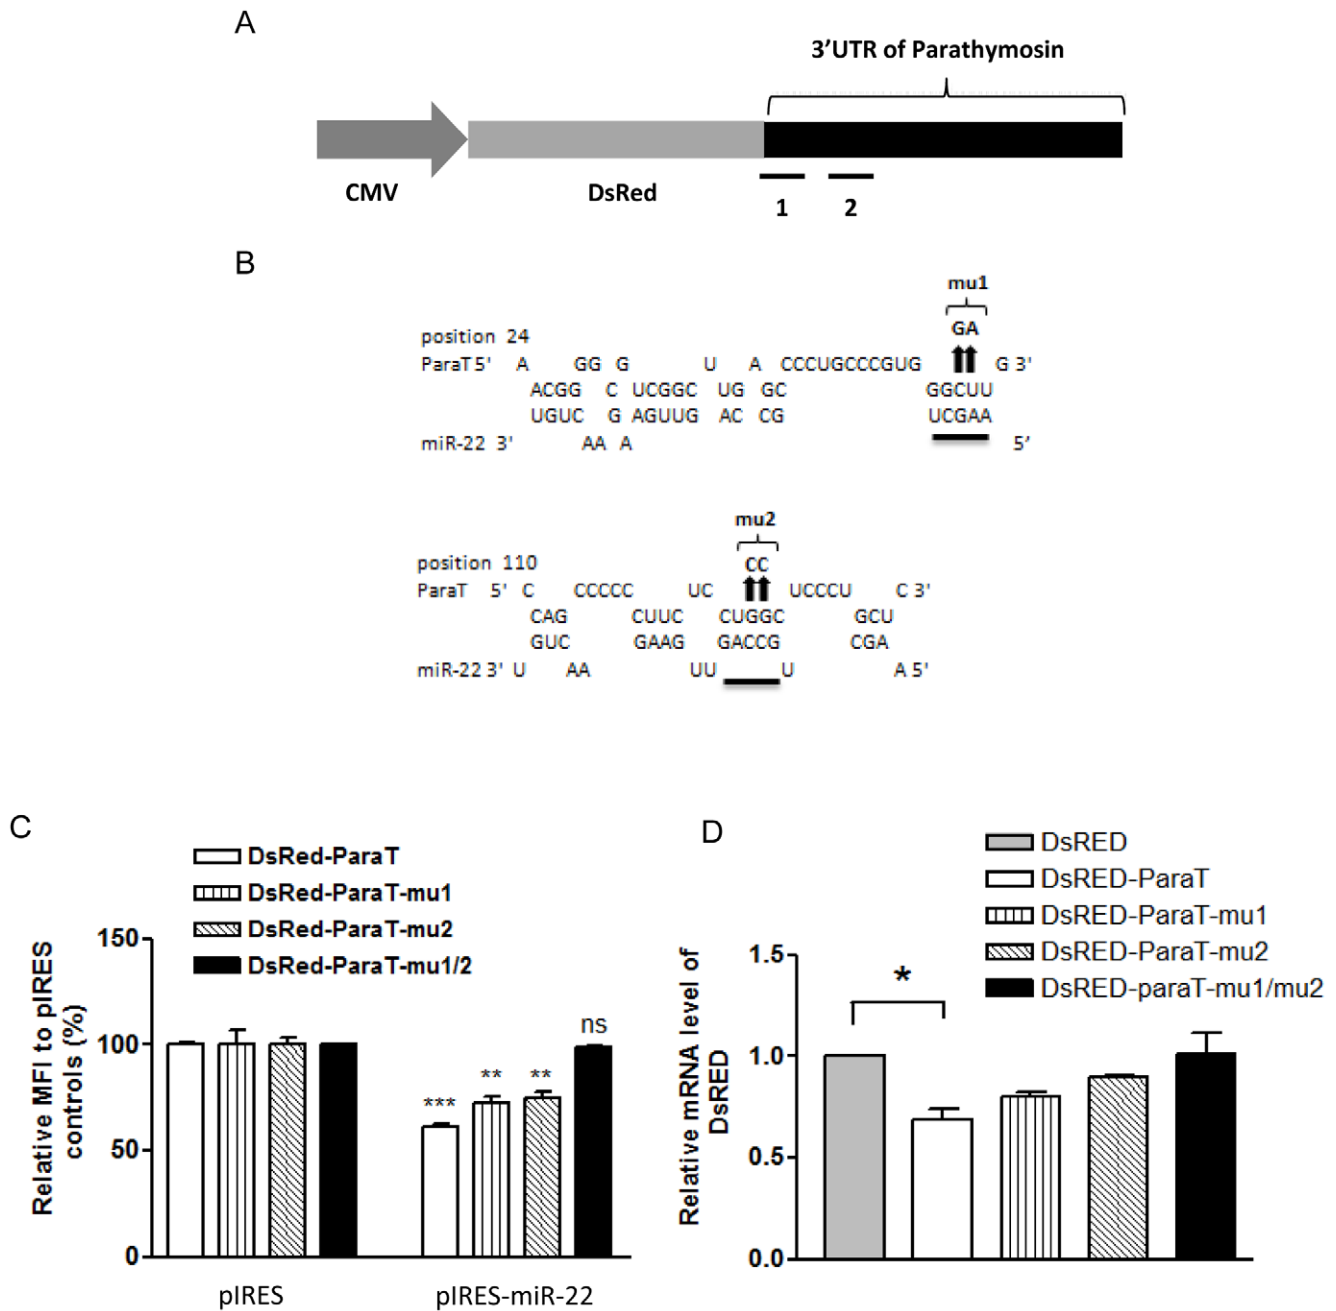 A
3'UTR of Parathymosin
CMV
DsRed
1
2
B
mu1
GA
position 24
ParaT 5' A GG G U A CCCUGCCCGUG G 3'
ACGG C UCGGC UG GC GGCUU
UGUC G AGUUG AC CG UCGAA
miR-22 3' AA A 5'
mu2
CC
position 110
ParaT 5' C CCCCC UC UCCCU C 3'
CAG CUUC CUGGC GCU
GUC GAAG GACCG CGA
miR-22 3' U AA UU U A 5'
C
DsRed-ParaT
DsRed-ParaT-mu1
DsRed-ParaT-mu2
DsRed-ParaT-mu1/2
Relative MFI to pIRES controls (%)
150
100
50
0
***
**
**
ns
pIRES
pIRES-miR-22
D
DsRED
DsRED-ParaT
DsRED-ParaT-mu1
DsRED-ParaT-mu2
DsRED-paraT-mu1/mu2
Relative mRNA level of DsRED
1.5
1.0
0.5
0.0
*